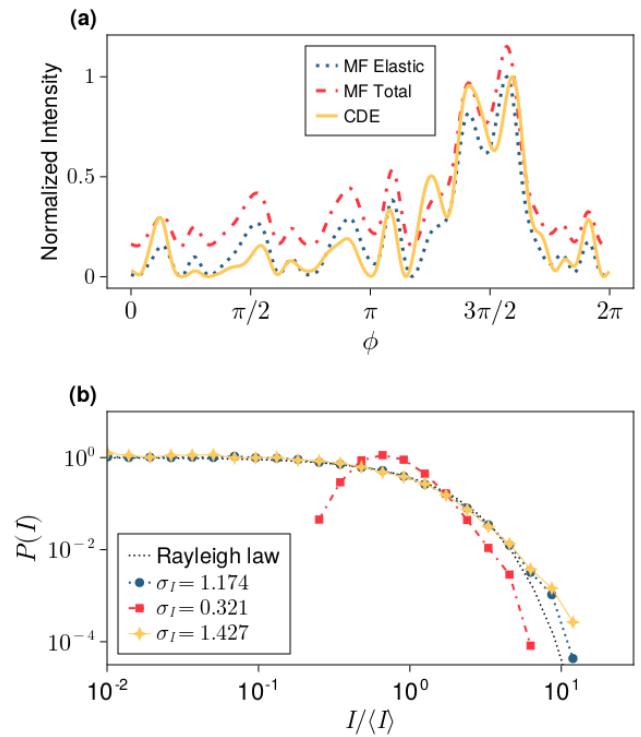 (a)
Normalized Intensity
1
0.5
0
MF Elastic
MF Total
CDE
0
π/2
π
3π/2
2π
ϕ
(b)
P(I)
10^0
10^-2
10^-4
Rayleigh law
σ_I = 1.174
σ_I = 0.321
σ_I = 1.427
10^-2
10^-1
10^0
10^1
I/⟨I⟩